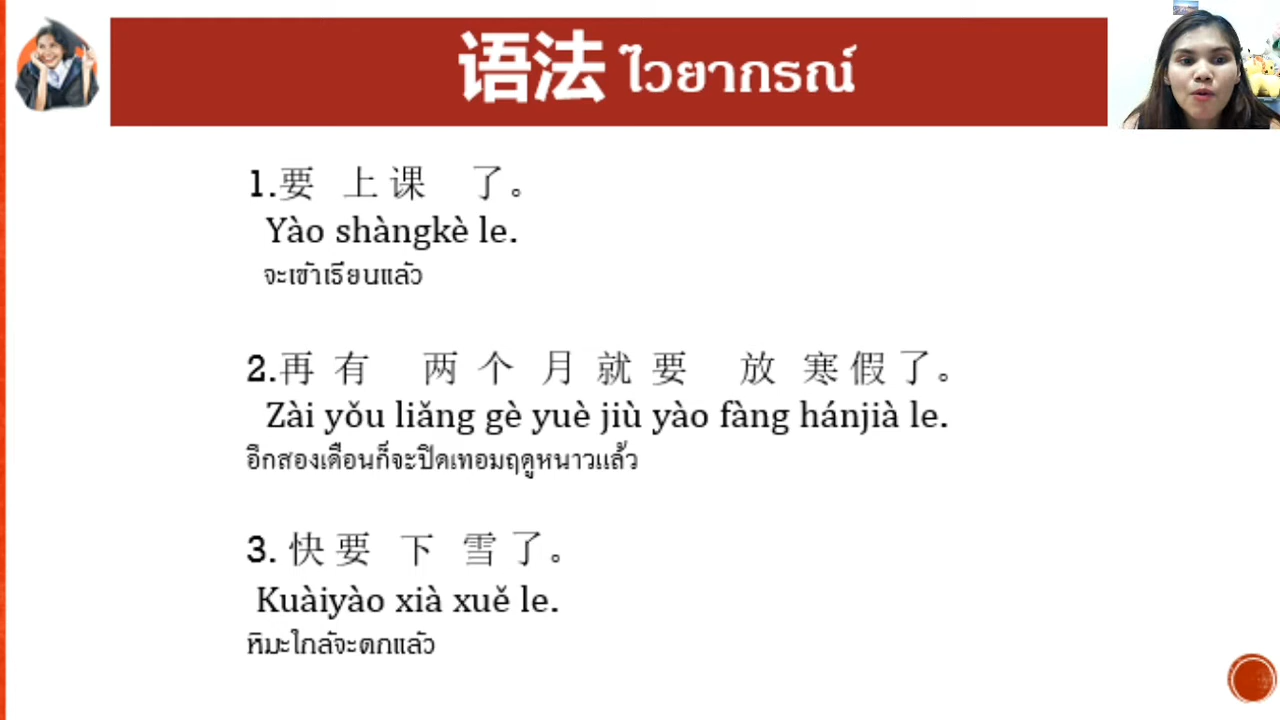 语法 ไวยากรณ์
1.要 上课 了。
Yào shàngkè le.
จะเข้าเรียนแล้ว
2.再 有 两 个 月 就 要 放 寒假了。
Zài yǒu liǎng gè yuè jiù yào fàng hánjià le.
อีกสองเดือนก็จะปิดเทอมฤดูหนาวแล้ว
3. 快要 下 雪了。
Kuàiyào xià xuě le.
หิมะใกล้จะตกแล้ว